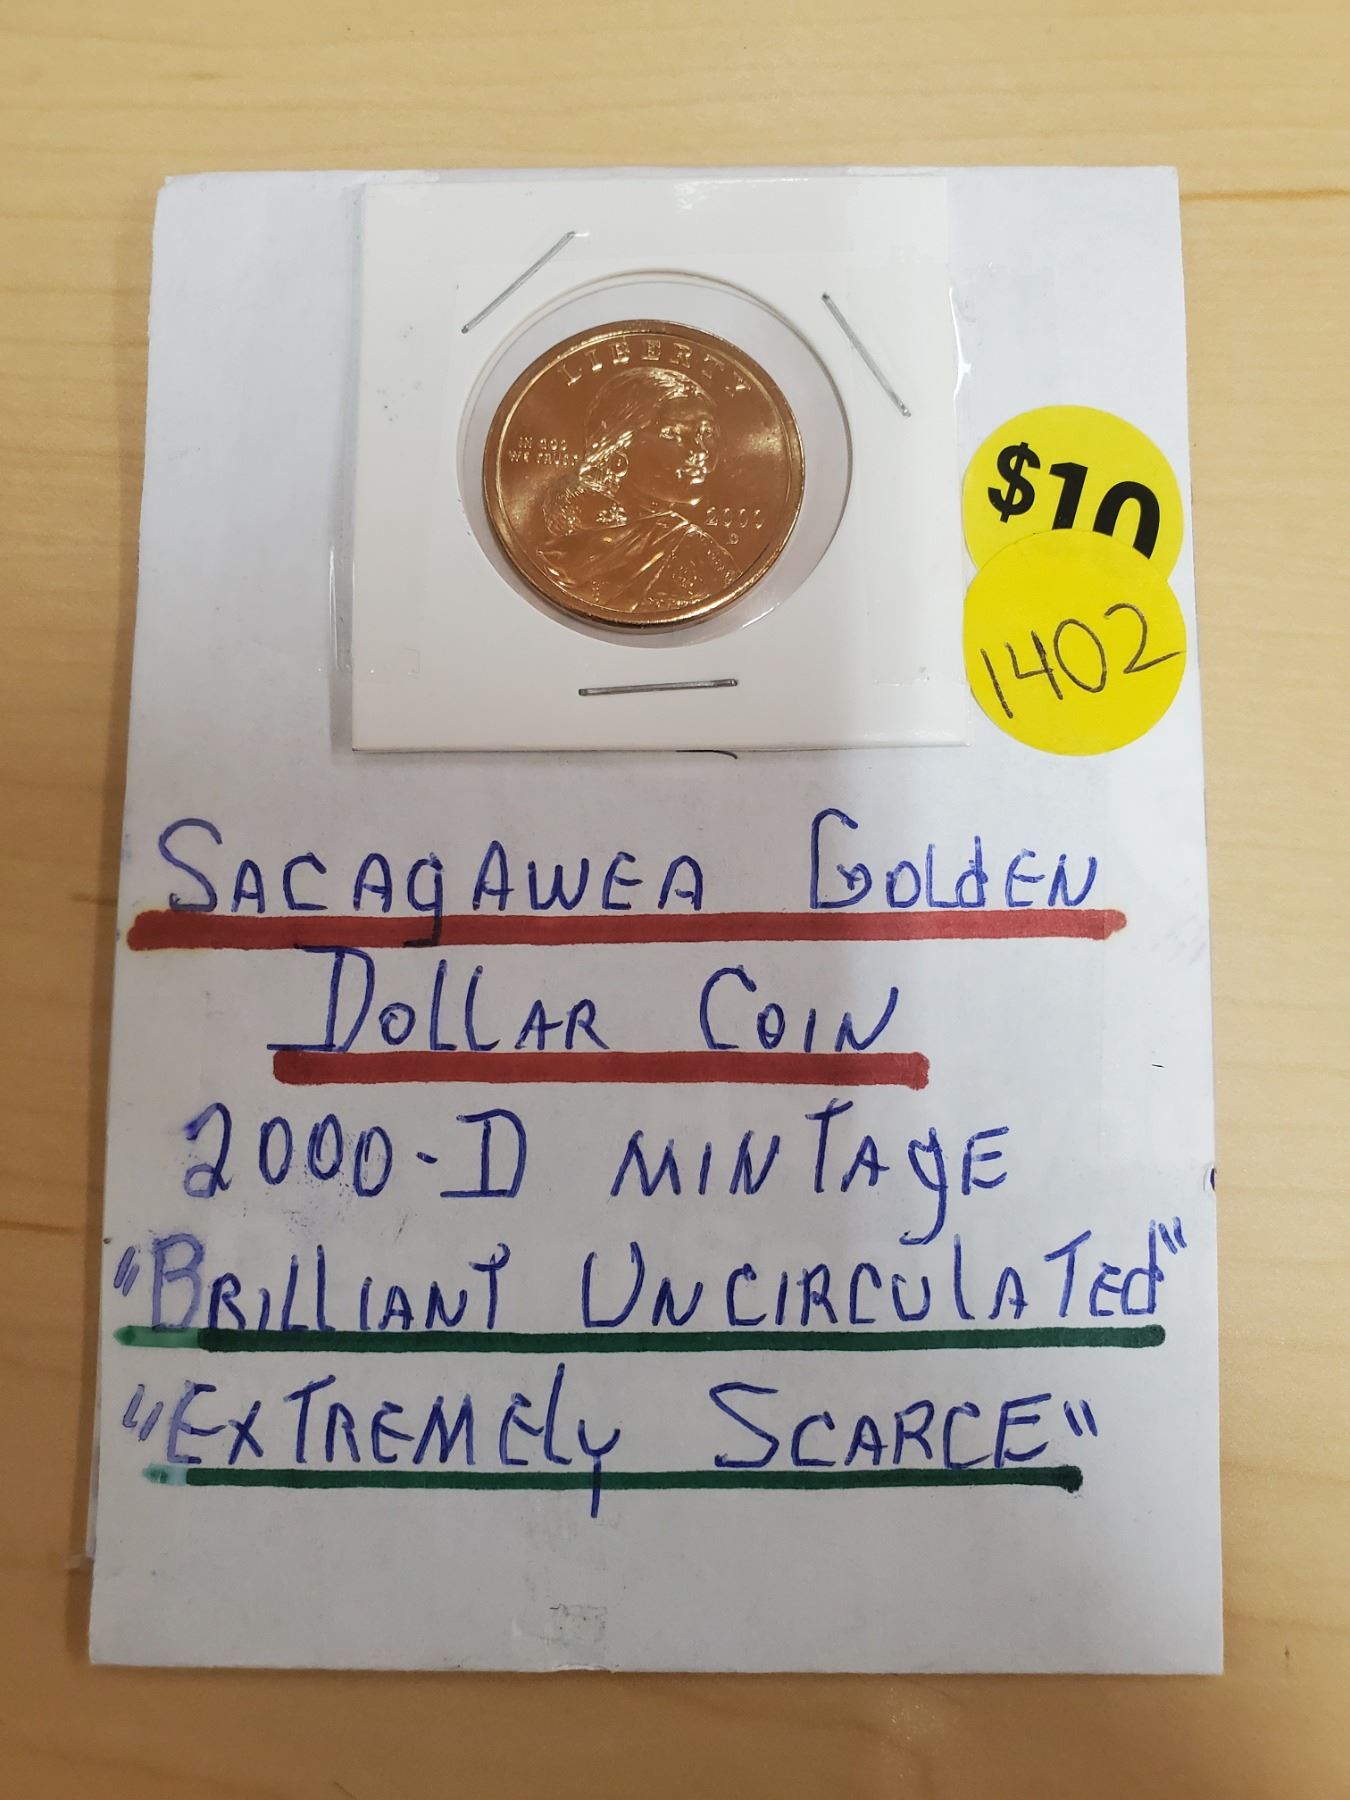 LIBERTY
IN GOD
WE TRUST
2000
D
$10
1402
SACAgAWEA GOLdEN
DOllAR COIN
2000-D MINTAgE
"BRIllIANT UNCIRCUlATEd"
"EXTREMEly SCARCE"